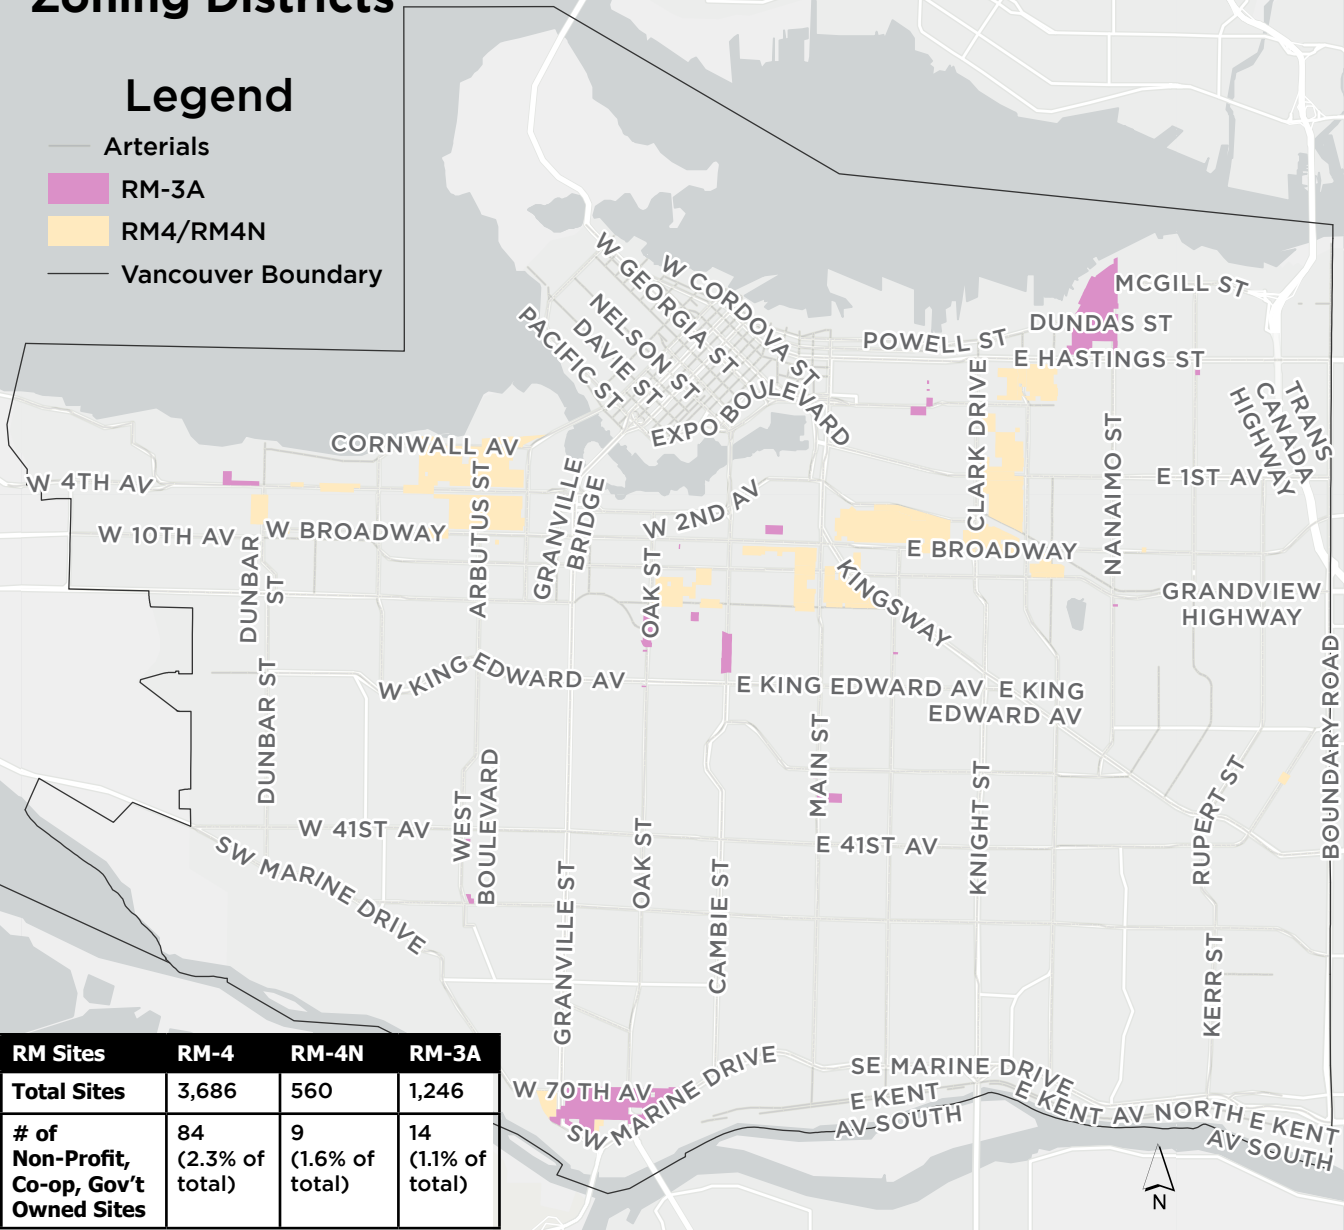 Zoning Districts
Legend
Arterials
RM-3A
RM4/RM4N
Vancouver Boundary
W GEORGIA ST
W CORDOVA ST
NELSON ST
DAVIE ST
PACIFIC ST
EXPO BOULEVARD
MCGILL ST
DUNDAS ST
POWELL ST
E HASTINGS ST
TRANS
CANADA
HIGHWAY
CORNWALL AV
W 4TH AV
E 1ST AV
W 10TH AV
W BROADWAY
ARBUTUS ST
GRANVILLE
BRIDGE
W 2ND AV
CLARK DRIVE
NANAIMO ST
E BROADWAY
DUNBAR
ST
OAK ST
KINGSWAY
GRANDVIEW
HIGHWAY
W KING EDWARD AV
E KING EDWARD AV
E KING
EDWARD AV
DUNBAR ST
WEST
BOULEVARD
MAIN ST
KNIGHT ST
RUPERT ST
BOUNDARY ROAD
W 41ST AV
E 41ST AV
SW MARINE DRIVE
GRANVILLE ST
OAK ST
CAMBIE ST
KERR ST
W 70TH AV
SW MARINE DRIVE
SE MARINE DRIVE
E KENT
AV SOUTH
E KENT AV NORTH
E KENT
AV SOUTH
N
RM Sites RM-4 RM-4N RM-3A
Total Sites 3,686 560 1,246
# of 84 9 14
Non-Profit, (2.3% of (1.6% of (1.1% of
Co-op, Gov't total) total) total)
Owned Sites